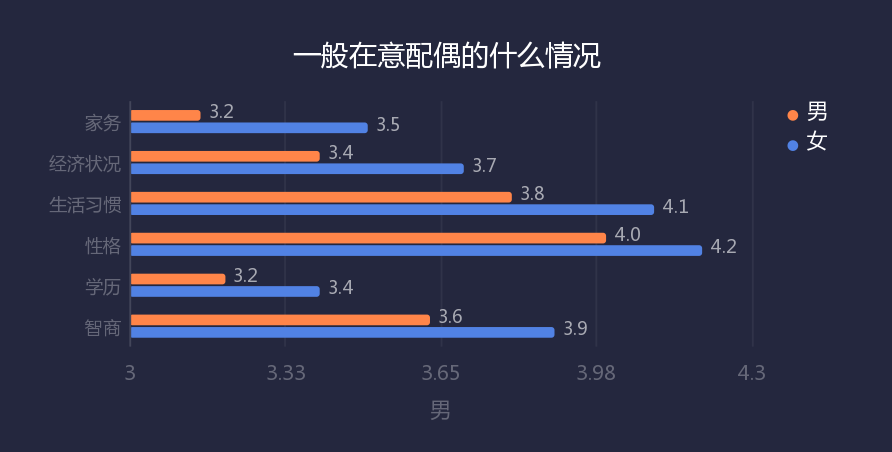 一般在意配偶的什么情况
男
女
家务
3.2
3.5
经济状况
3.4
3.7
生活习惯
3.8
4.1
性格
4.0
4.2
学历
3.2
3.4
智商
3.6
3.9
3 3.33 3.65 3.98 4.3
男